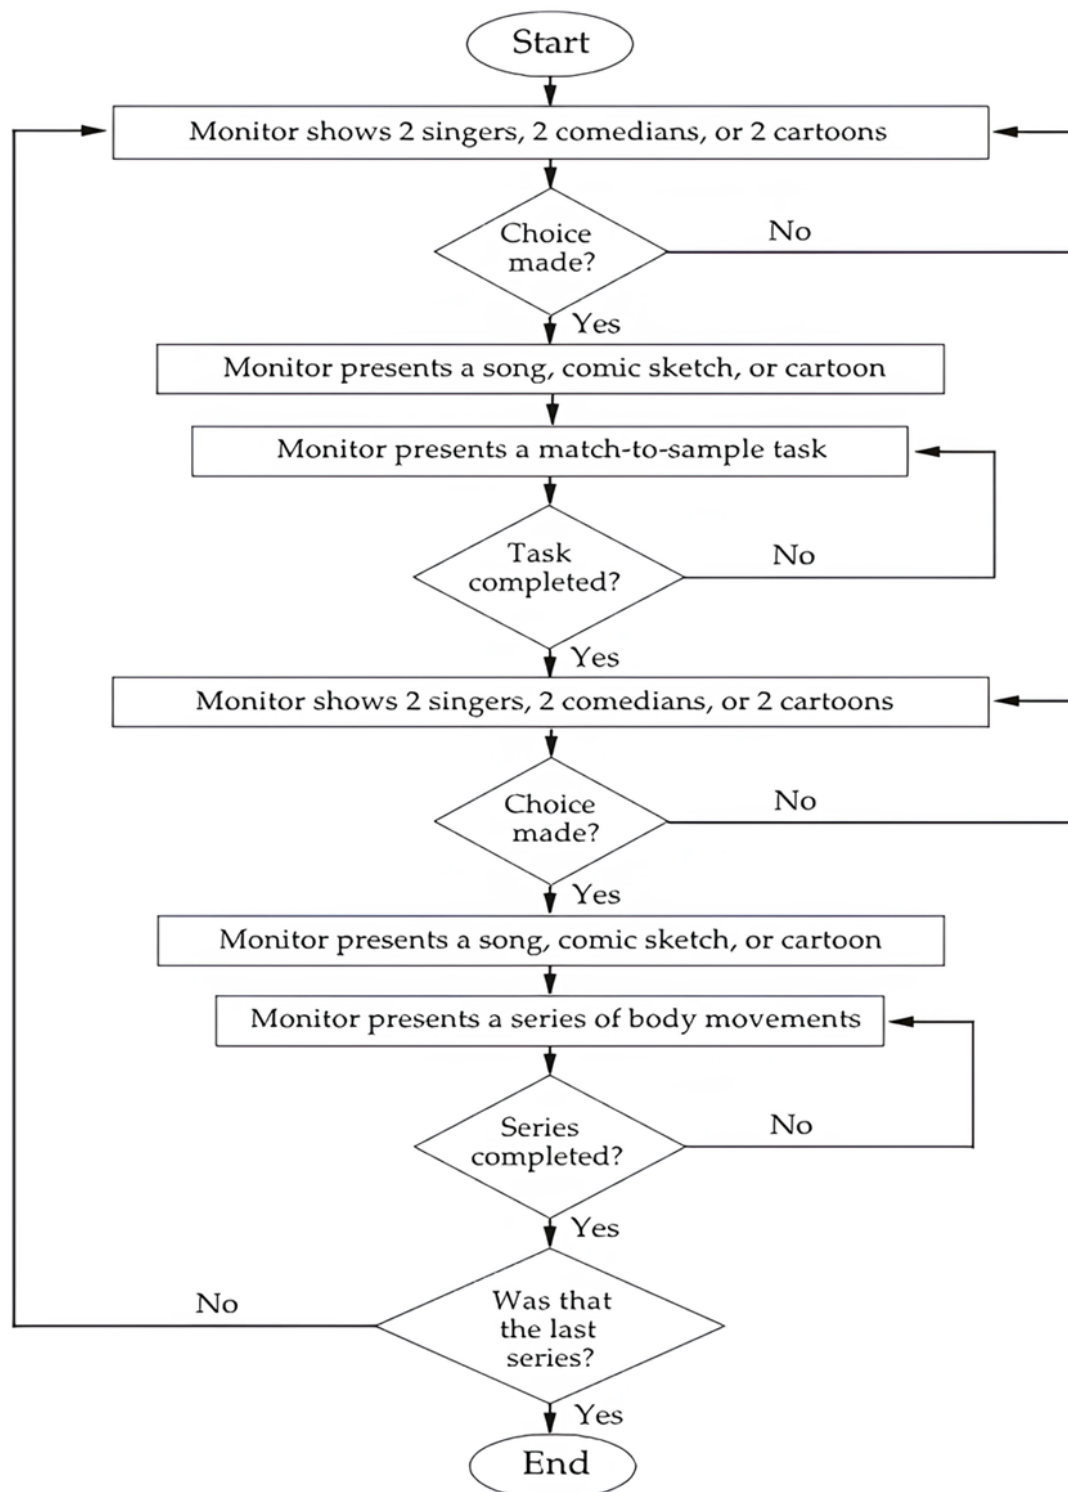 Start
Monitor shows 2 singers, 2 comedians, or 2 cartoons
Choice
made?
No
Yes
Monitor presents a song, comic sketch, or cartoon
Monitor presents a match-to-sample task
Task
completed?
No
Yes
Monitor shows 2 singers, 2 comedians, or 2 cartoons
Choice
made?
No
Yes
Monitor presents a song, comic sketch, or cartoon
Monitor presents a series of body movements
Series
completed?
No
Yes
Was that
the last
series?
No
Yes
End